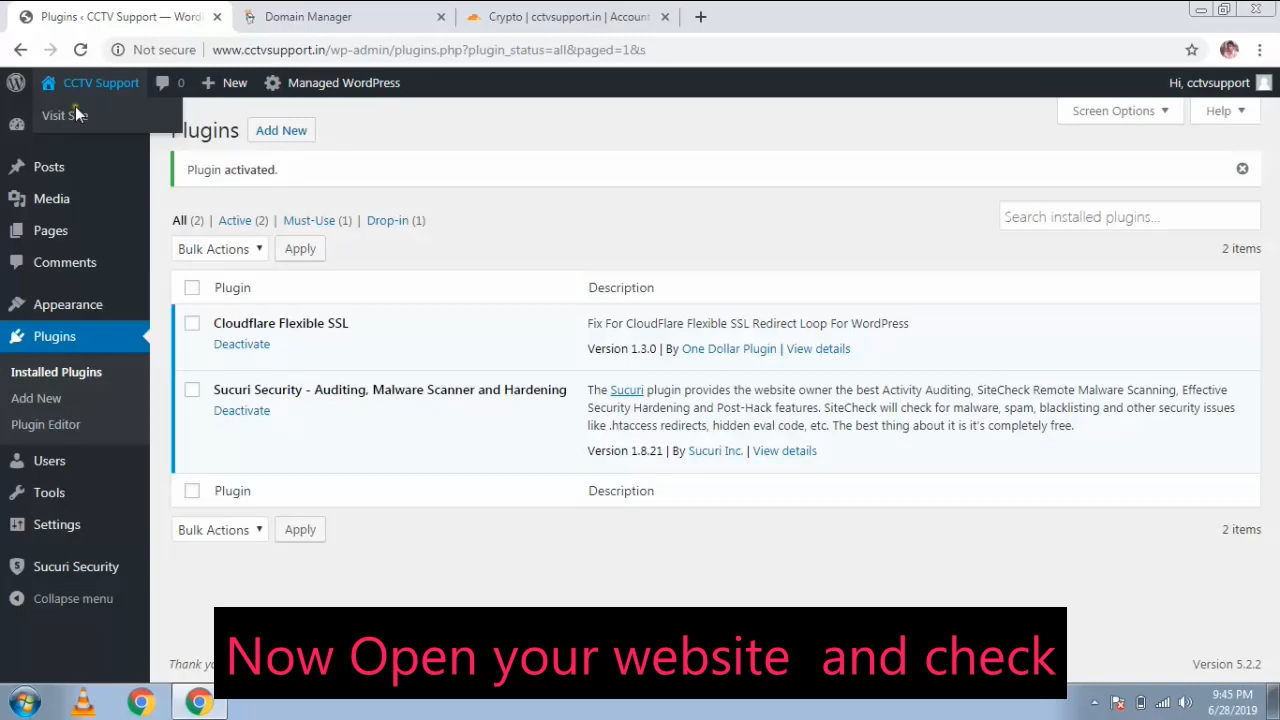 Plugins ‹ CCTV Support — Word
Domain Manager
Crypto | cctvsupport.in | Account
Not secure
www.cctvsupport.in/wp-admin/plugins.php?plugin_status=all&paged=1&s
CCTV Support
0
New
Managed WordPress
Hi, cctvsupport
Visit Site
Plugins
Add New
Screen Options
Help
Plugin activated.
Posts
Media
Pages
Comments
Appearance
Plugins
Installed Plugins
Add New
Plugin Editor
Users
Tools
Settings
Sucuri Security
Collapse menu
All (2) | Active (2) | Must-Use (1) | Drop-in (1)
Search installed plugins...
Bulk Actions
Apply
2 items
Plugin
Description
Cloudflare Flexible SSL
Deactivate
Fix For CloudFlare Flexible SSL Redirect Loop For WordPress
Version 1.3.0 | By One Dollar Plugin | View details
Sucuri Security - Auditing, Malware Scanner and Hardening
Deactivate
The Sucuri plugin provides the website owner the best Activity Auditing, SiteCheck Remote Malware Scanning, Effective
Security Hardening and Post-Hack features. SiteCheck will check for malware, spam, blacklisting and other security issues
like .htaccess redirects, hidden eval code, etc. The best thing about it is it's completely free.
Version 1.8.21 | By Sucuri Inc. | View details
Plugin
Description
Bulk Actions
Apply
2 items
Now Open your website and check
Thank
Version 5.2.2
9:45 PM
6/28/2019